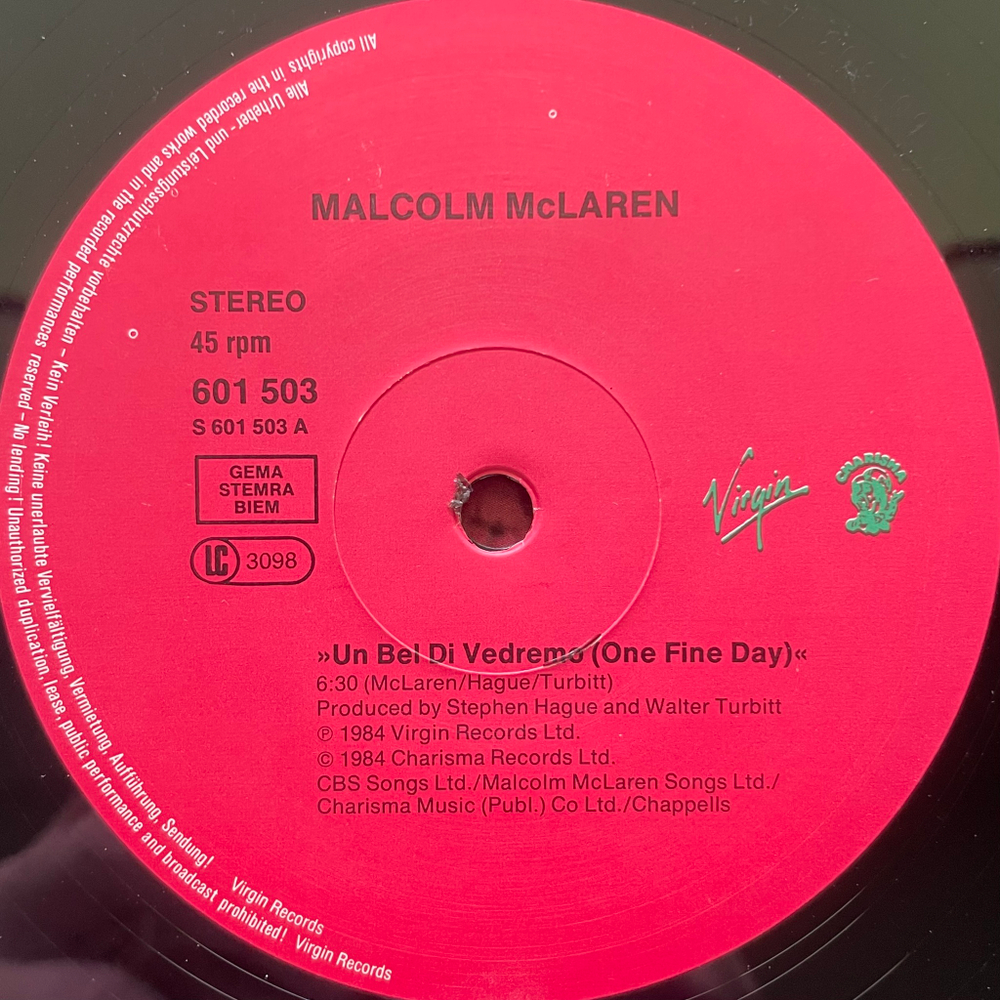 MALCOLM McLAREN
STEREO
45 rpm
601 503
S 601 503 A
GEMA
STEMRA
BIEM
LC 3098
Virgin
CHARISMA
»Un Bel Di Vedremo (One Fine Day)«
6:30 (McLaren/Hague/Turbitt)
Produced by Stephen Hague and Walter Turbitt
℗ 1984 Virgin Records Ltd.
© 1984 Charisma Records Ltd.
CBS Songs Ltd./Malcolm McLaren Songs Ltd./
Charisma Music (Publ.) Co Ltd./Chappells
Alle Urheber- und Leistungsschutzrechte vorbehalten – Kein Verleih! Keine unerlaubte Vervielfältigung, Vermietung, Aufführung, Sendung! Virgin Records
All copyrights in the recorded works and in the recorded performances reserved – No lending! Unauthorized duplication, lease, public performance and broadcast prohibited! Virgin Records